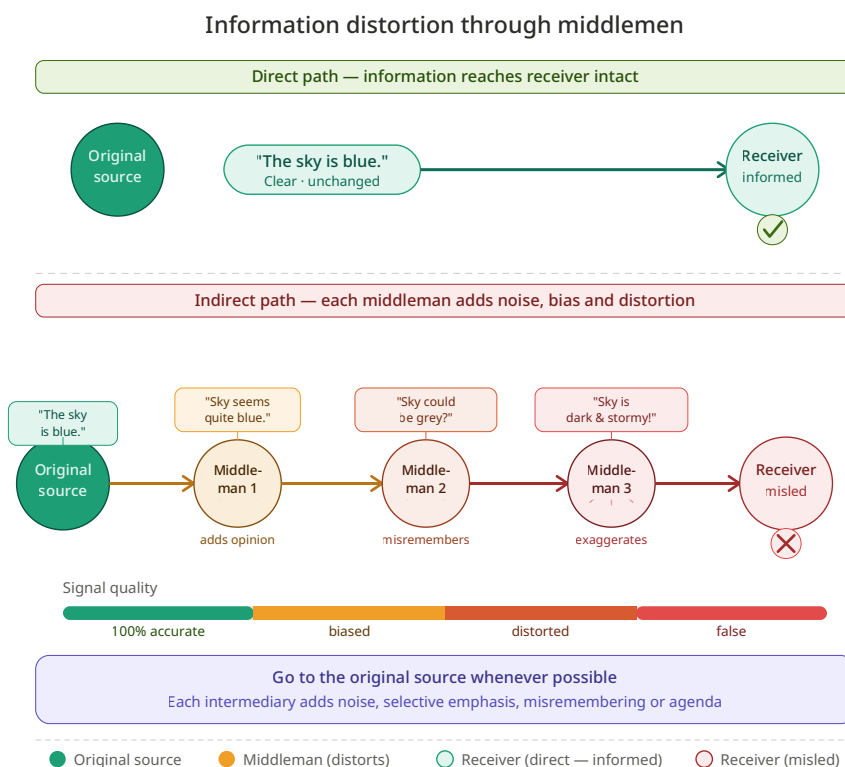 Information distortion through middlemen
Direct path — information reaches receiver intact
Original
source
"The sky is blue."
Clear · unchanged
Receiver
informed
Indirect path — each middleman adds noise, bias and distortion
"The sky
is blue."
"Sky seems
quite blue."
"Sky could
be grey?"
"Sky is
dark & stormy!"
Original
source
Middle-
man 1
Middle-
man 2
Middle-
man 3
Receiver
misled
adds opinion
misremembers
exaggerates
Signal quality
100% accurate
biased
distorted
false
Go to the original source whenever possible
Each intermediary adds noise, selective emphasis, misremembering or agenda
Original source
Middleman (distorts)
Receiver (direct — informed)
Receiver (misled)